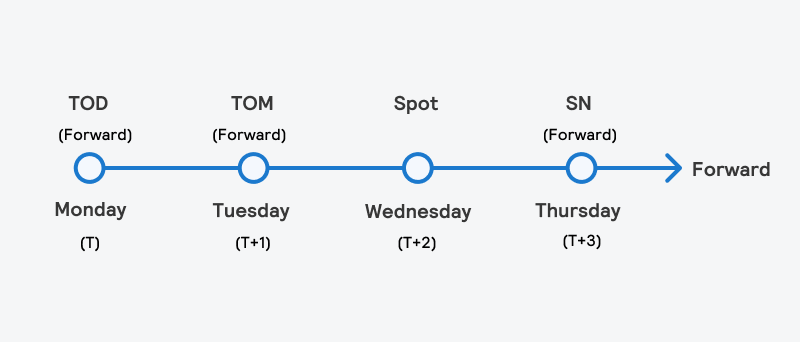 TOD TOM Spot SN
(Forward) (Forward) (Forward)
Forward
Monday Tuesday Wednesday Thursday
(T) (T+1) (T+2) (T+3)